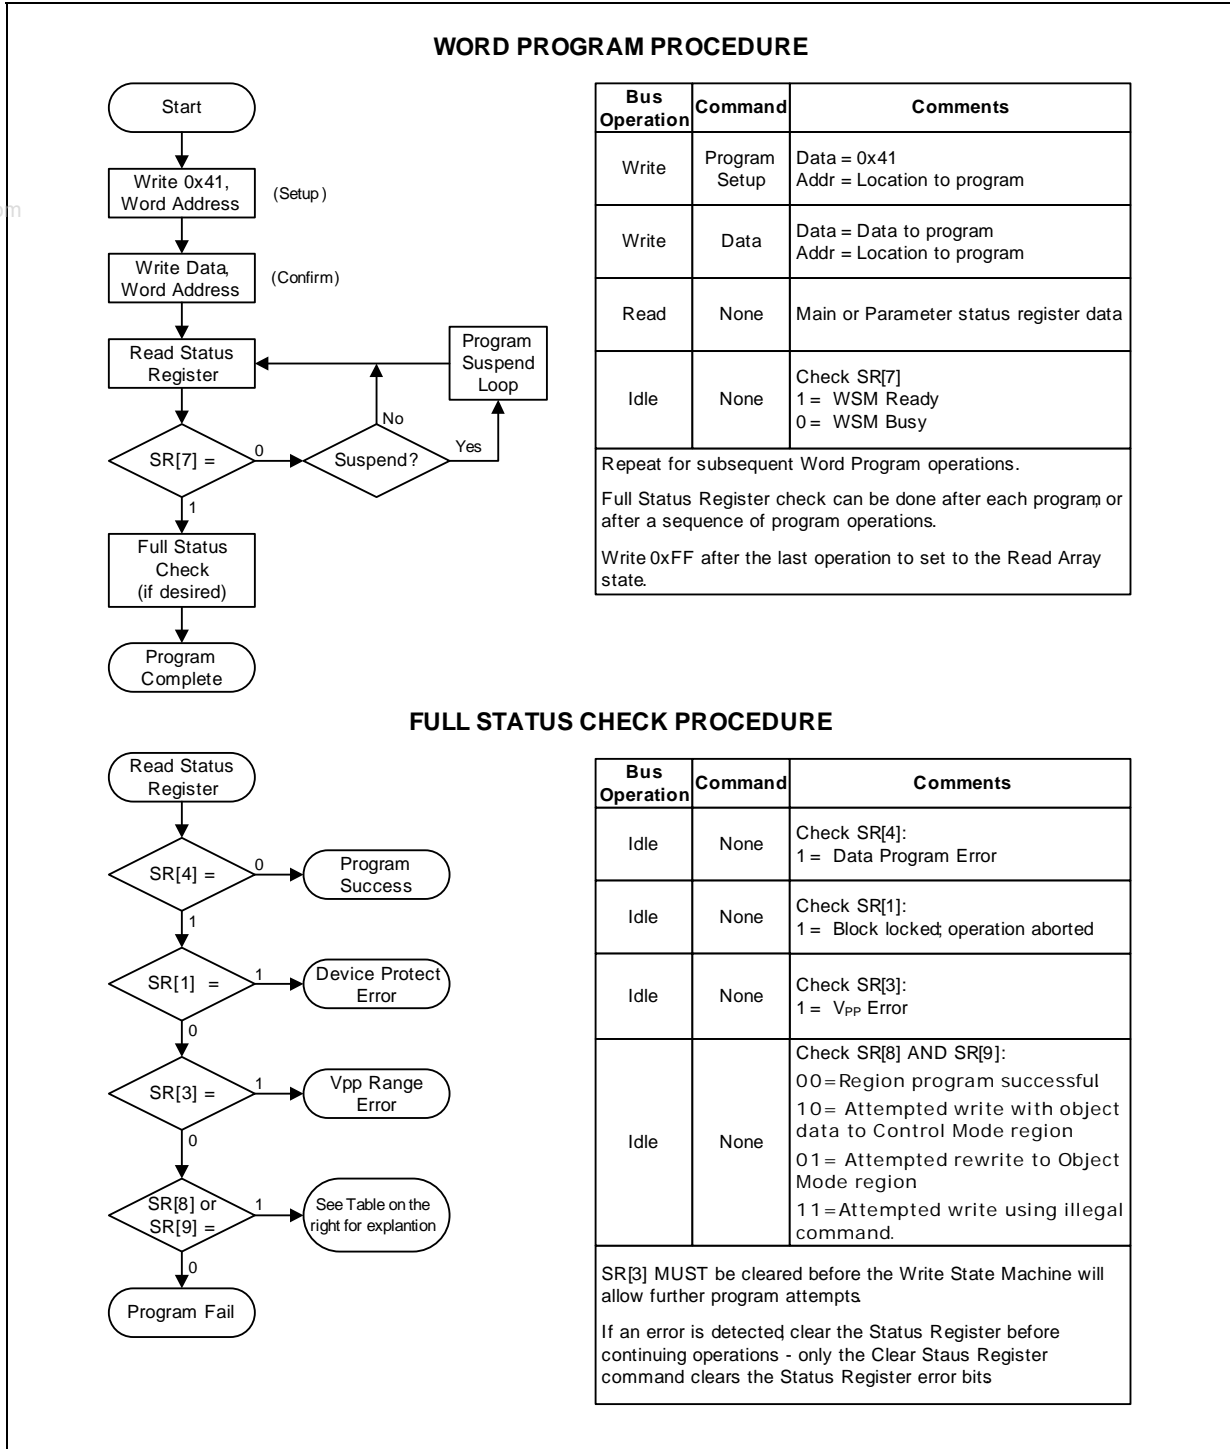 WORD PROGRAM PROCEDURE
Start
Write 0x41,
Word Address
(Setup)
Write Data,
Word Address
(Confirm)
Read Status
Register
Program
Suspend
Loop
No
SR[7] =
0
Suspend?
Yes
1
Full Status
Check
(if desired)
Program
Complete
Bus
Operation
Command
Comments
Write
Program
Setup
Data = 0x41
Addr = Location to program
Write
Data
Data = Data to program
Addr = Location to program
Read
None
Main or Parameter status register data
Idle
None
Check SR[7]
1 = WSM Ready
0 = WSM Busy
Repeat for subsequent Word Program operations.
Full Status Register check can be done after each program, or
after a sequence of program operations.
Write 0xFF after the last operation to set to the Read Array
state.
om
FULL STATUS CHECK PROCEDURE
Read Status
Register
SR[4] =
0
Program
Success
1
SR[1] =
1
Device Protect
Error
0
SR[3] =
1
Vpp Range
Error
0
SR[8] or
SR[9] =
1
See Table on the
right for explantion
0
Program Fail
Bus
Operation
Command
Comments
Idle
None
Check SR[4]:
1 = Data Program Error
Idle
None
Check SR[1]:
1 = Block locked; operation aborted
Idle
None
Check SR[3]:
1 = VPP Error
Idle
None
Check SR[8] AND SR[9]:
00=Region program successful
10= Attempted write with object
data to Control Mode region
01= Attempted rewrite to Object
Mode region
11=Attempted write using illegal
command.
SR[3] MUST be cleared before the Write State Machine will
allow further program attempts.
If an error is detected, clear the Status Register before
continuing operations - only the Clear Staus Register
command clears the Status Register error bits